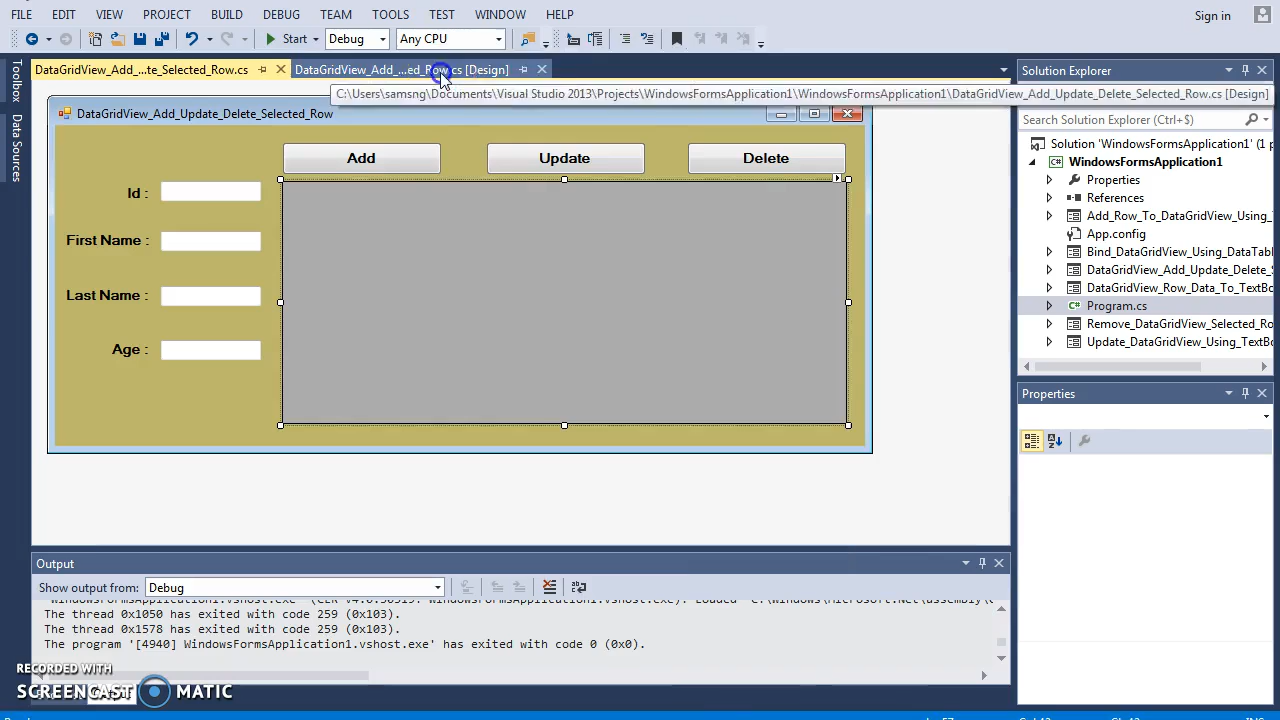 FILE EDIT VIEW PROJECT BUILD DEBUG TEAM TOOLS TEST WINDOW HELP Sign in
Start Debug Any CPU
DataGridView_Add_...te_Selected_Row.cs DataGridView_Add_...ed_Row.cs [Design]
C:\Users\samsng\Documents\Visual Studio 2013\Projects\WindowsFormsApplication1\WindowsFormsApplication1\DataGridView_Add_Update_Delete_Selected_Row.cs [Design]
Toolbox
Data Sources
DataGridView_Add_Update_Delete_Selected_Row
Add Update Delete
Id :
First Name :
Last Name :
Age :
Solution Explorer
Search Solution Explorer (Ctrl+$)
Solution 'WindowsFormsApplication1' (1 p
WindowsFormsApplication1
Properties
References
Add_Row_To_DataGridView_Using_T
App.config
Bind_DataGridView_Using_DataTabl
DataGridView_Add_Update_Delete_S
DataGridView_Row_Data_To_TextBo
Program.cs
Remove_DataGridView_Selected_Ro
Update_DataGridView_Using_TextBo
Properties
Output
Show output from: Debug
The thread 0x1050 has exited with code 259 (0x103).
The thread 0x1578 has exited with code 259 (0x103).
The program '[4940] WindowsFormsApplication1.vshost.exe' has exited with code 0 (0x0).
RECORDED WITH
SCREENCAST MATIC